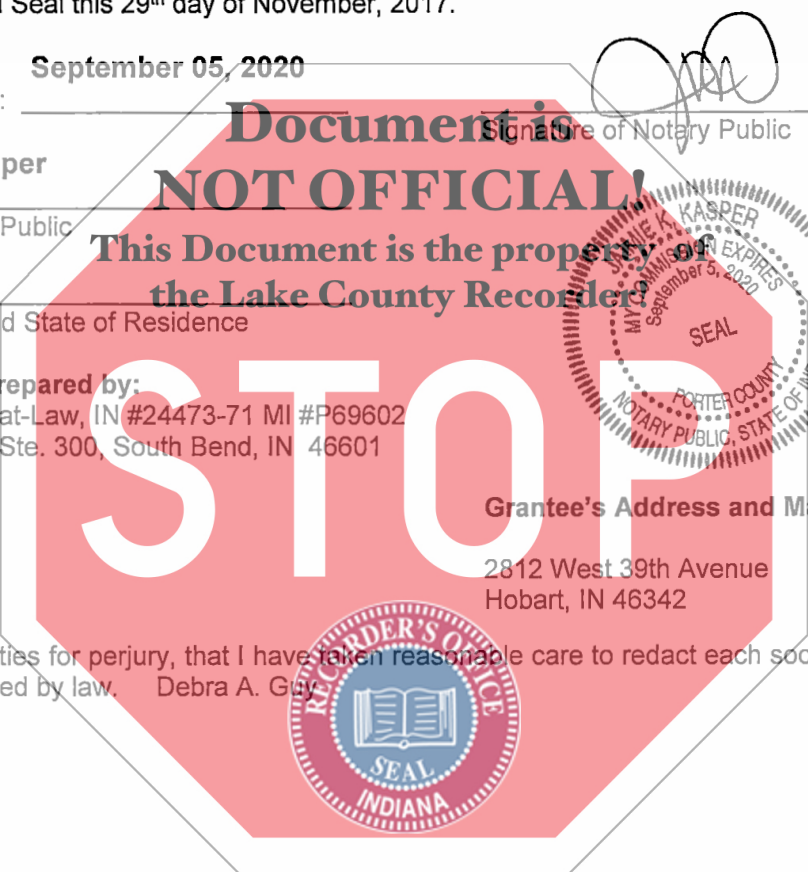 Seal this 29th day of November, 2017.
September 05, 2020
:
Signature of Notary Public
per
Public
d State of Residence
Document is
NOT OFFICIAL!
This Document is the property of
the Lake County Recorder!
STOP
K. KASPER
MY COMMISSION EXPIRES
September 5, 2020
SEAL
PORTER COUNTY
NOTARY PUBLIC, STATE OF
repared by:
at-Law, IN #24473-71 MI #P69602
Ste. 300, South Bend, IN 46601
Grantee's Address and Ma
2812 West 39th Avenue
Hobart, IN 46342
ties for perjury, that I have taken reasonable care to redact each soc
ed by law. Debra A. Guy
RECORDER'S OFFICE
SEAL
INDIANA